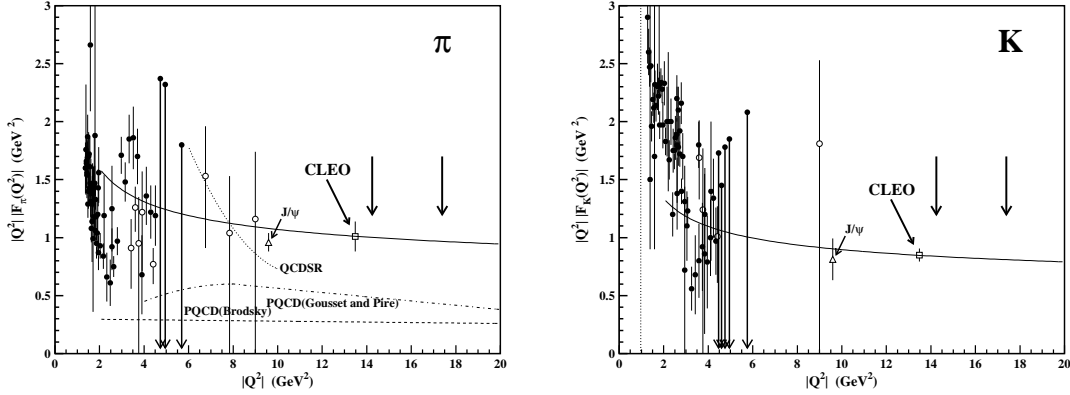 π
|Q²| |Fπ(Q²)| (GeV²)
3
2.5
2
1.5
1
0.5
0
CLEO
J/ψ
QCDSR
PQCD(Gousset and Pire)
PQCD(Brodsky)
0 2 4 6 8 10 12 14 16 18 20
|Q²| (GeV²)
K
|Q²| |F_K(Q²)| (GeV²)
3
2.5
2
1.5
1
0.5
0
CLEO
J/ψ
0 2 4 6 8 10 12 14 16 18 20
|Q²| (GeV²)